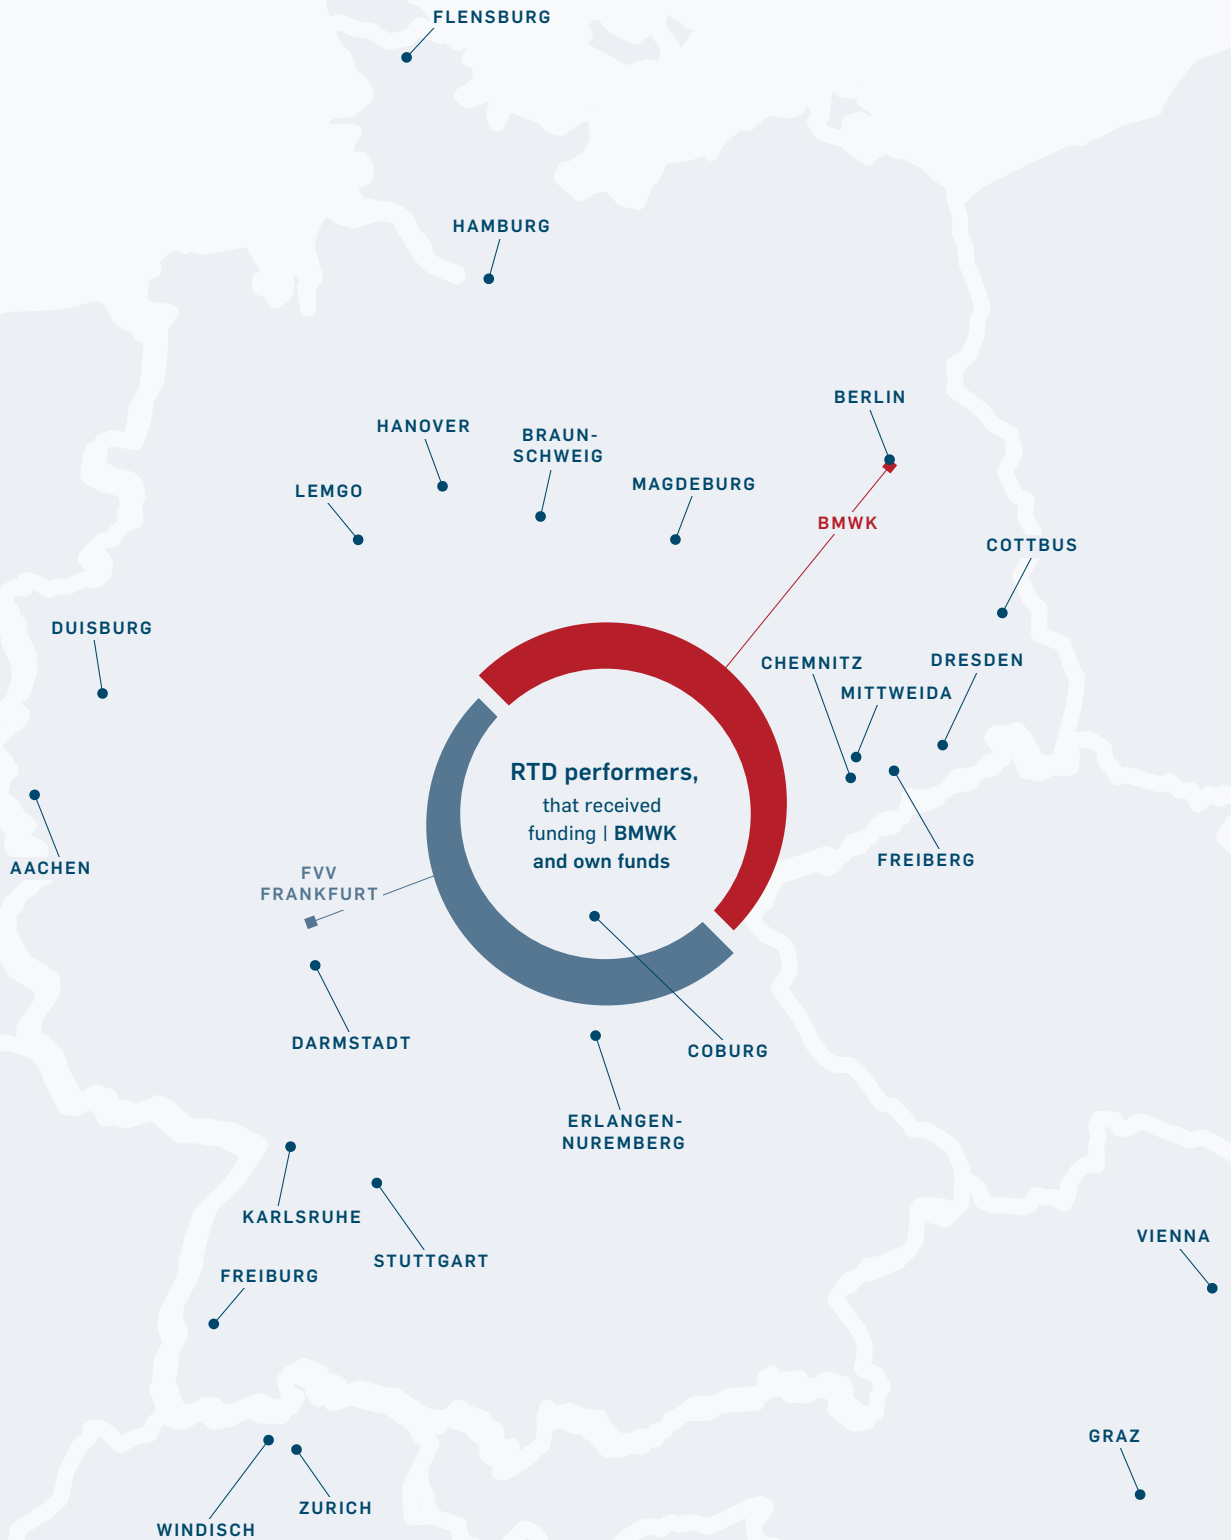 FLENSBURG
HAMBURG
BERLIN
HANOVER
BRAUN-
SCHWEIG
MAGDEBURG
LEMGO
BMWK
COTTBUS
DUISBURG
CHEMNITZ
DRESDEN
MITTWEIDA
RTD performers,
that received
funding | BMWK
and own funds
AACHEN
FREIBERG
FVV
FRANKFURT
DARMSTADT
COBURG
ERLANGEN-
NUREMBERG
KARLSRUHE
STUTTGART
VIENNA
FREIBURG
GRAZ
ZURICH
WINDISCH